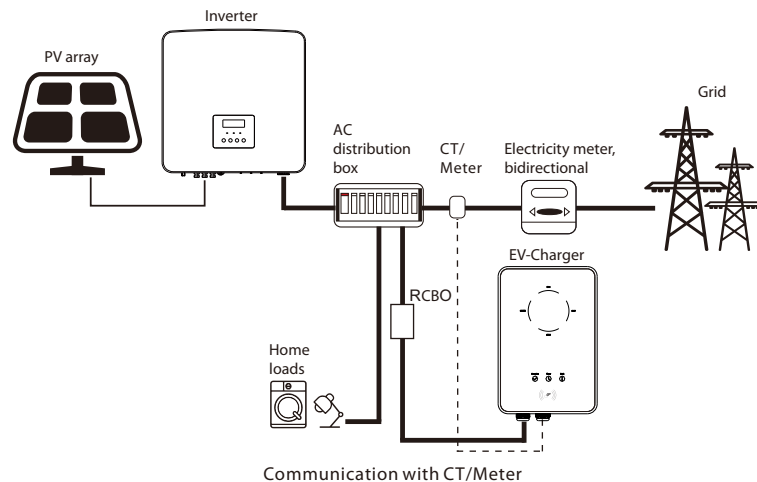 Inverter
PV array
Grid
AC
distribution
box
CT/
Meter
Electricity meter,
bidirectional
EV-Charger
RCBO
Home
loads
Communication with CT/Meter